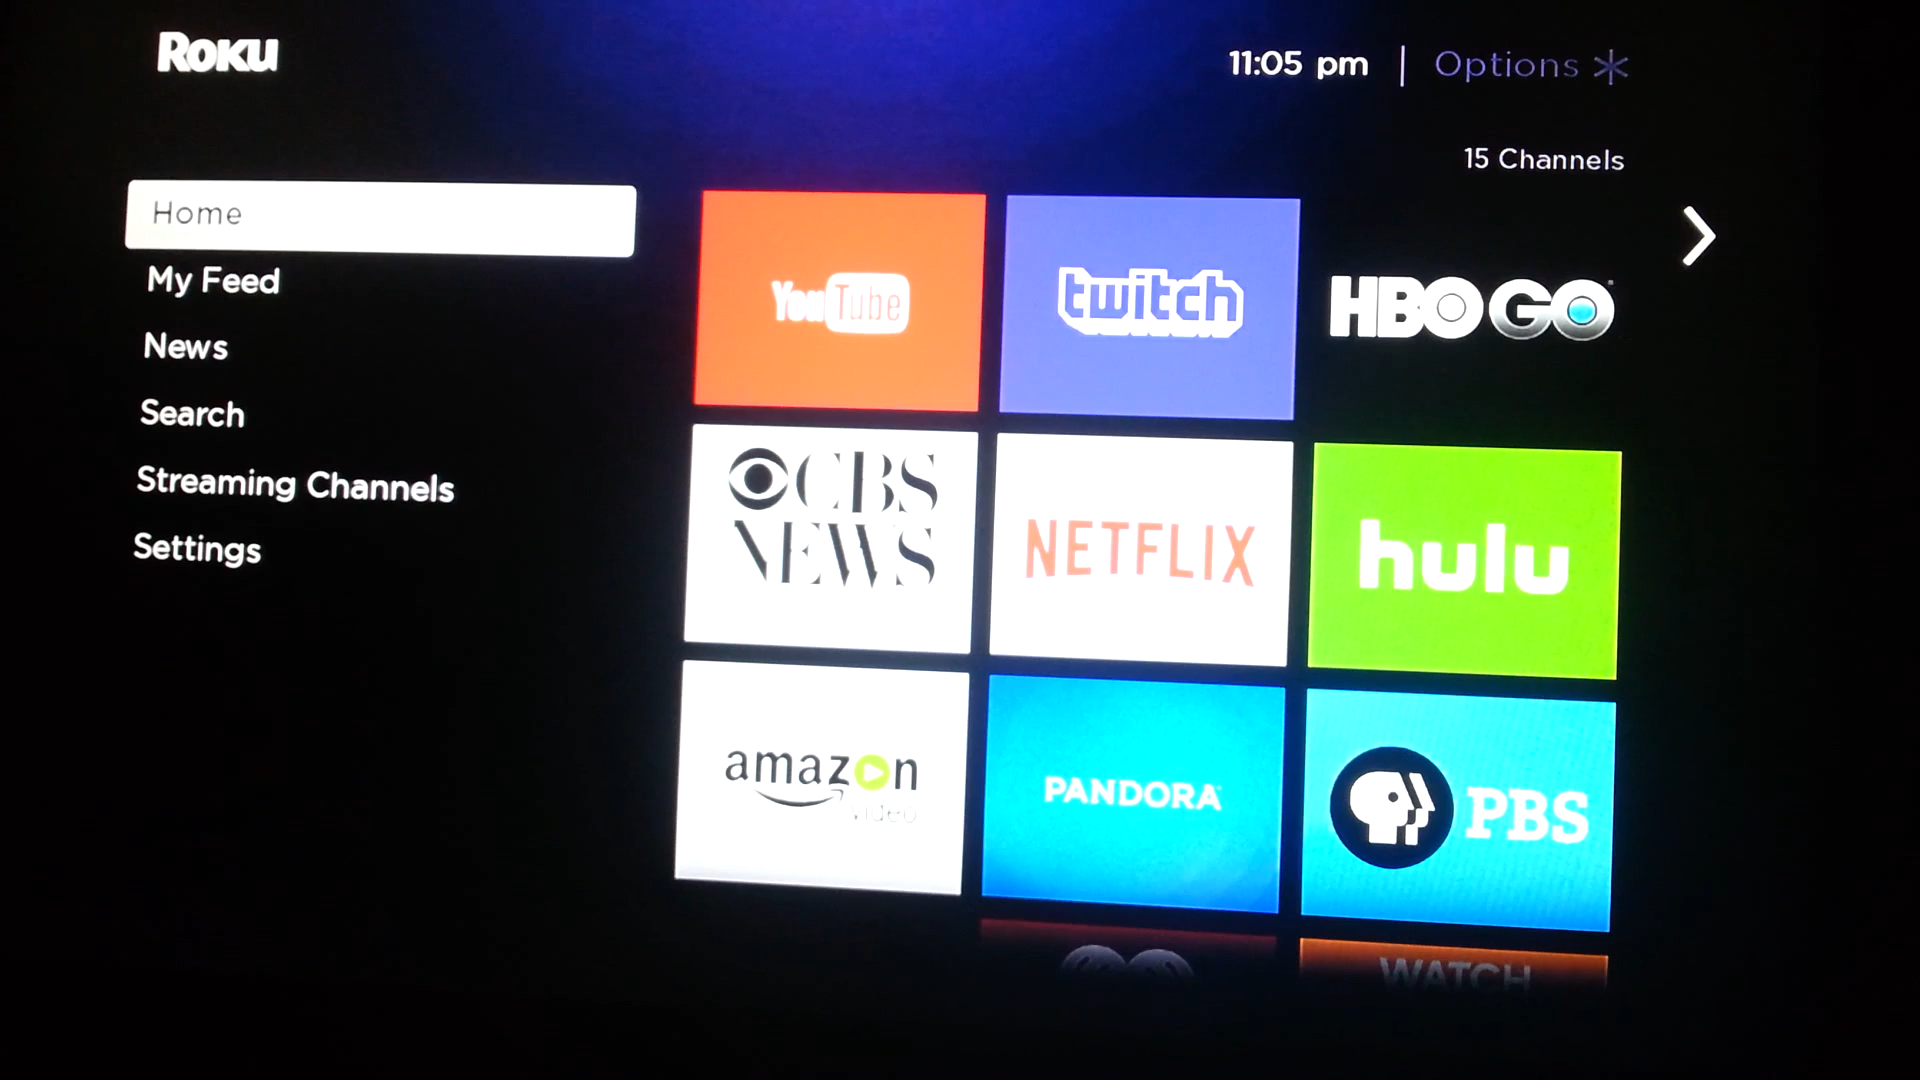 ROKU
11:05 pm | Options
15 Channels
Home
My Feed
News
Search
Streaming Channels
Settings
YouTube
twitch
HBO GO
CBS
NEWS
NETFLIX
hulu
amazon
video
PANDORA
PBS
WATCH